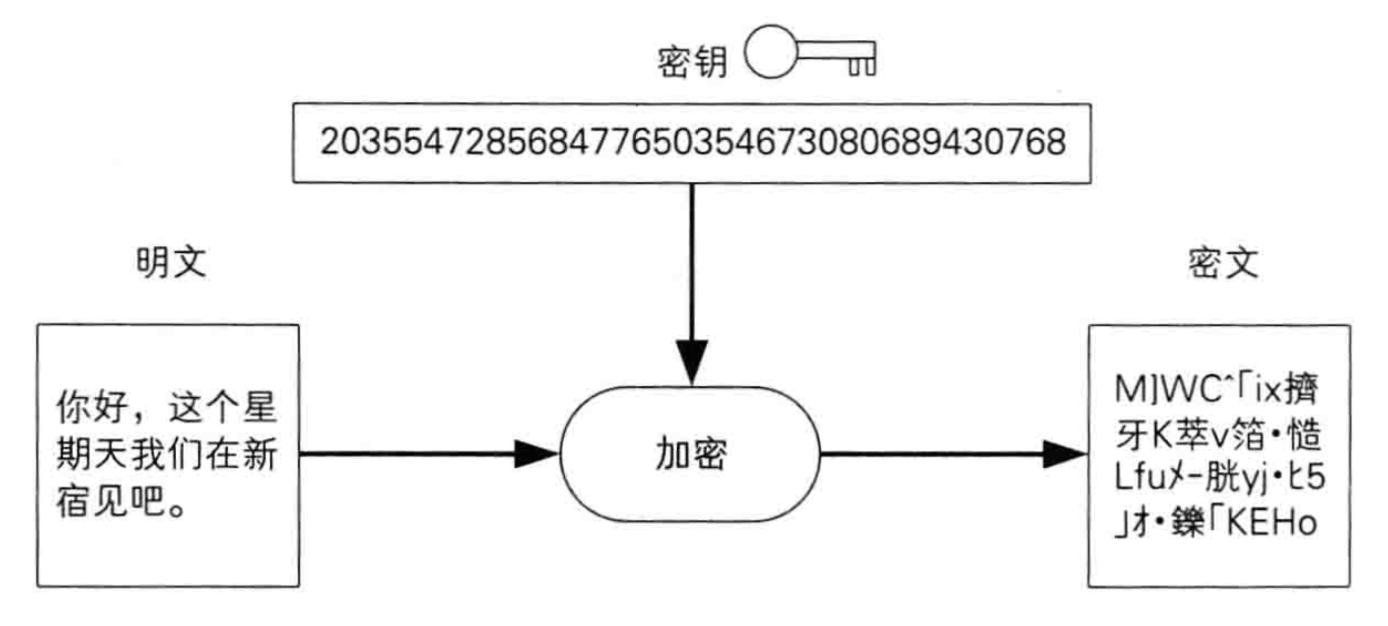 密钥
203554728568477650354673080689430768
明文
密文
你好，这个星
期天我们在新
宿见吧。
加密
M]WC^｢ix擠
牙K萃v箔･慥
Lfuﾒ-胱yj･ﾋ5
｣ｵ･鑠｢KEHo